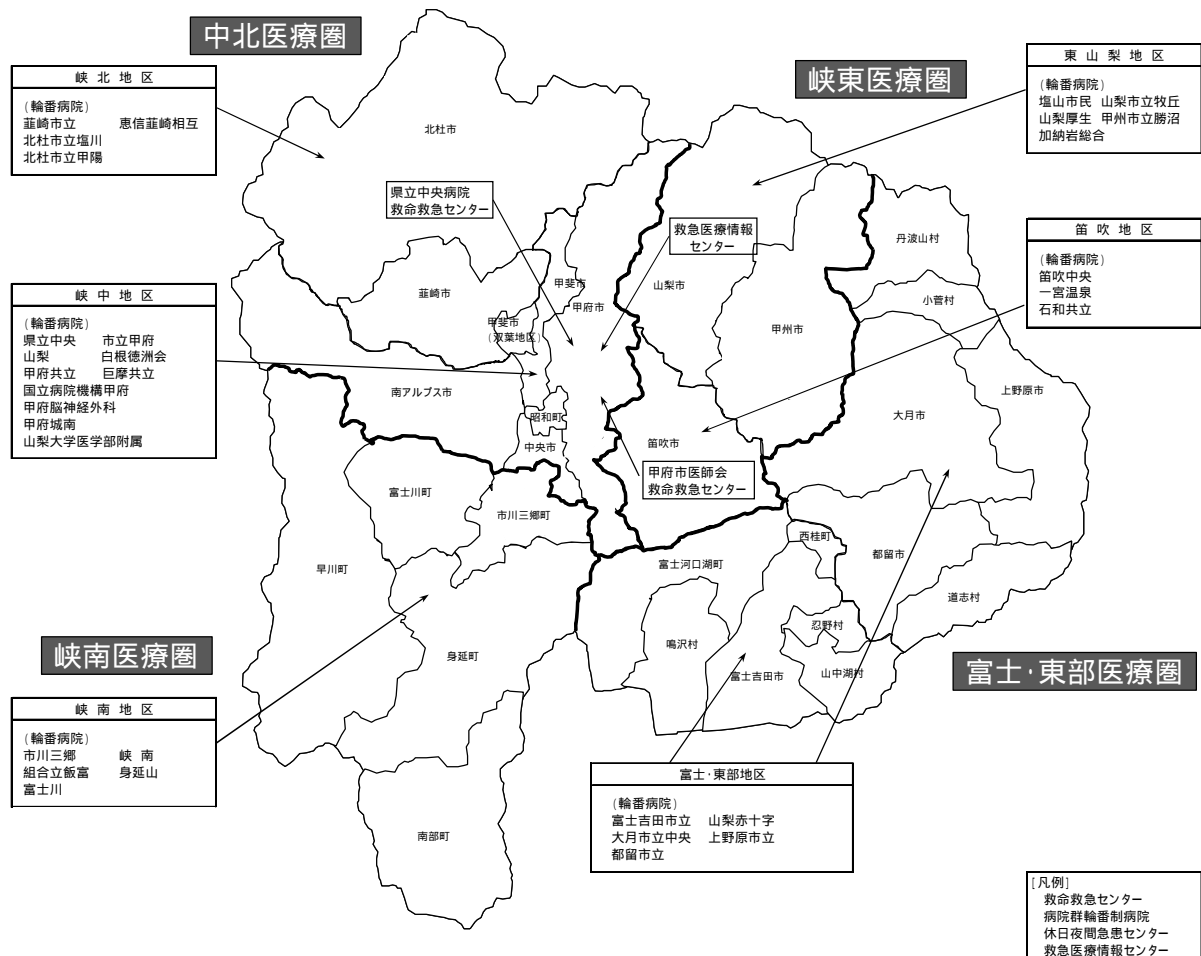 中北医療圏
峡東医療圏
峡北地区
(輪番病院)
韮崎市立 恵信韮崎相互
北杜市立塩川
北杜市立甲陽
東山梨地区
(輪番病院)
塩山市民 山梨市立牧丘
山梨厚生 甲州市立勝沼
加納岩総合
北杜市
県立中央病院
救命救急センター
救急医療情報
センター
丹波山村
笛吹地区
(輪番病院)
笛吹中央
一宮温泉
石和共立
峡中地区
(輪番病院)
県立中央 市立甲府
山梨 白根徳洲会
甲府共立 巨摩共立
国立病院機構甲府
甲府脳神経外科
甲府城南
山梨大学医学部附属
韮崎市
甲斐市
甲府市
山梨市
小菅村
甲斐市
(双葉地区)
甲州市
南アルプス市
昭和町
中央市
笛吹市
大月市
上野原市
甲府市医師会
救命救急センター
富士川町
市川三郷町
西桂町
都留市
早川町
富士河口湖町
道志村
忍野村
鳴沢村
身延町
富士吉田市
山中湖村
峡南医療圏
富士・東部医療圏
峡南地区
(輪番病院)
市川三郷 峡 南
組合立飯富 身延山
富士川
富士・東部地区
(輪番病院)
富士吉田市立 山梨赤十字
大月市立中央 上野原市立
都留市立
南部町
[凡例]
救命救急センター
病院群輪番制病院
休日夜間急患センター
救急医療情報センター